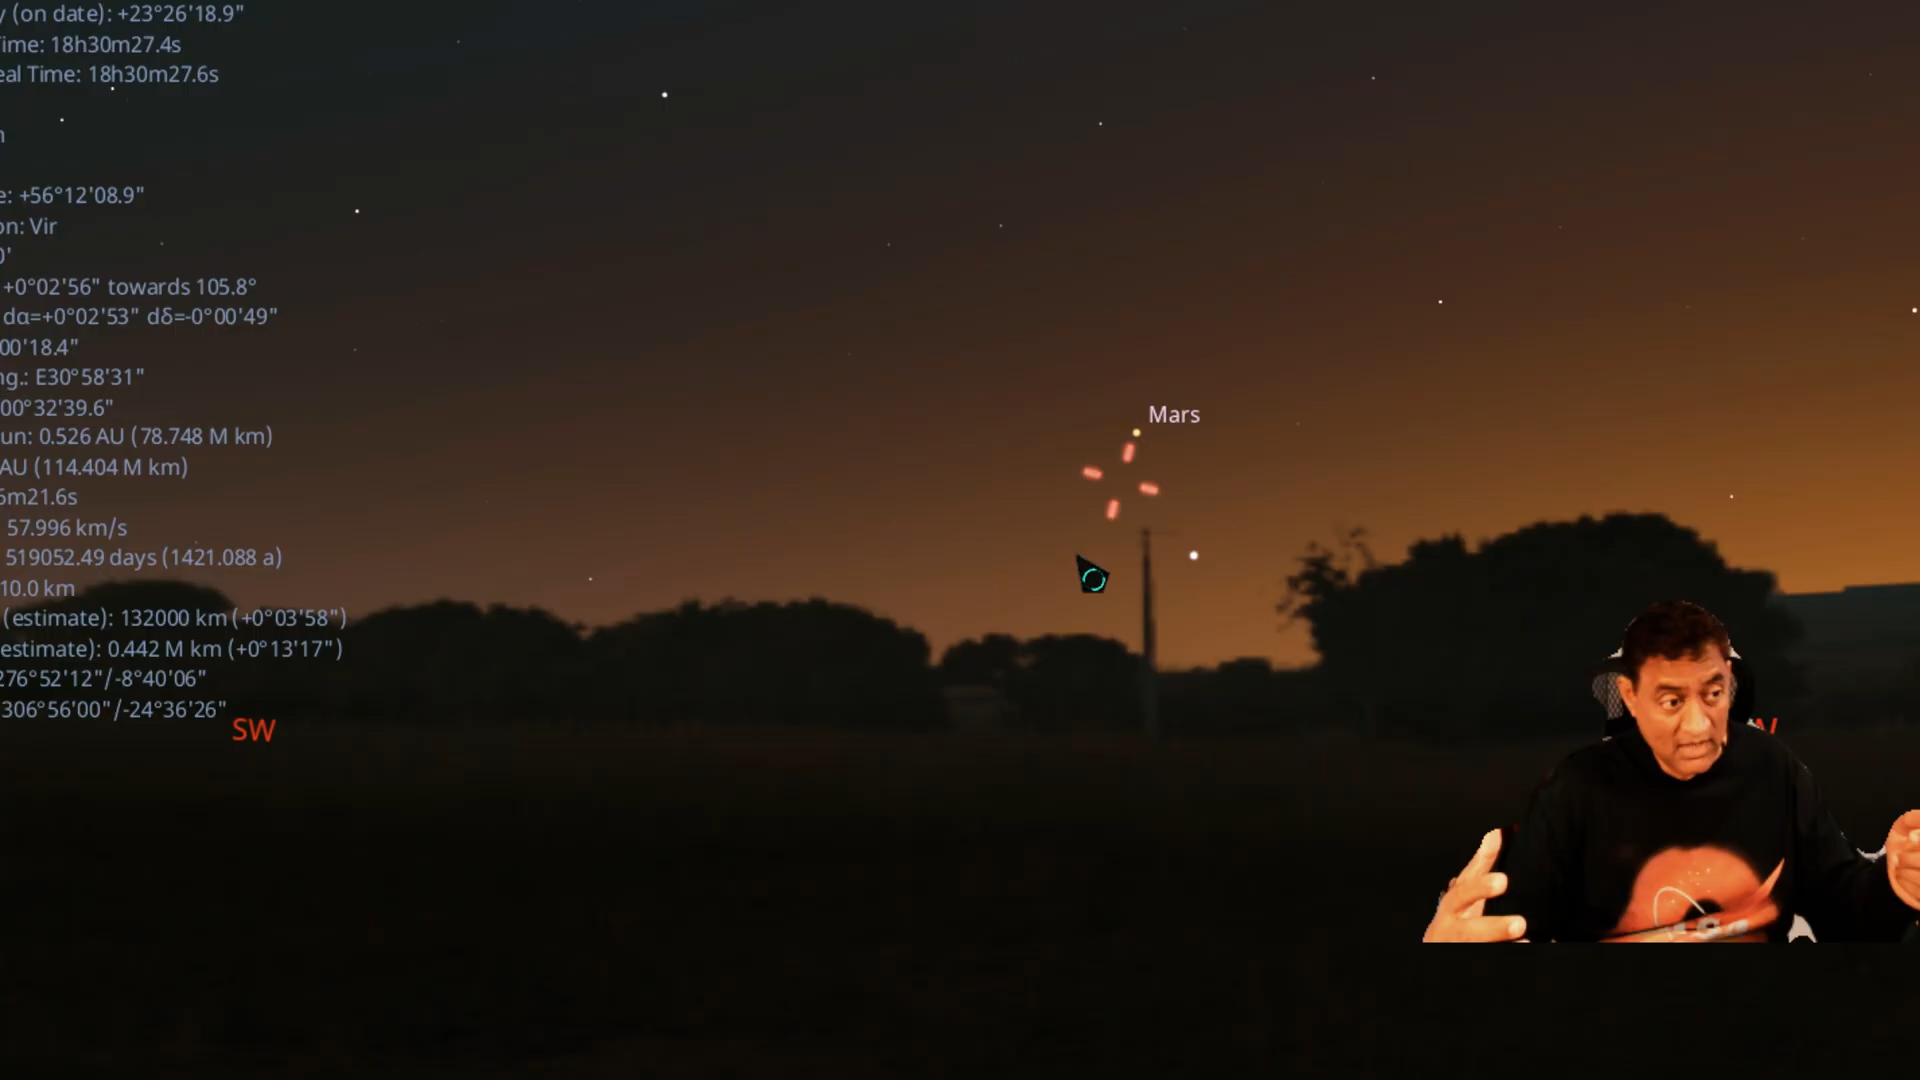 y (on date): +23°26'18.9"
Time: 18h30m27.4s
eal Time: 18h30m27.6s
n
e: +56°12'08.9"
on: Vir
0'
+0°02'56" towards 105.8°
dα=+0°02'53" dδ=-0°00'49"
00'18.4"
ng.: E30°58'31"
00°32'39.6"
Mars
un: 0.526 AU (78.748 M km)
AU (114.404 M km)
6m21.6s
57.996 km/s
519052.49 days (1421.088 a)
10.0 km
(estimate): 132000 km (+0°03'58")
estimate): 0.442 M km (+0°13'17")
276°52'12"/-8°40'06"
306°56'00"/-24°36'26"
SW